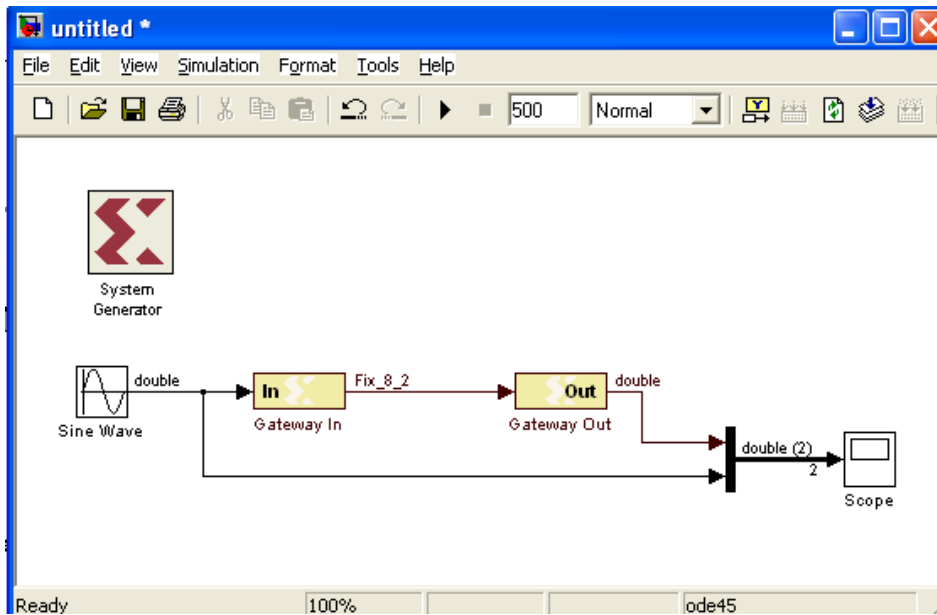 untitled *
File Edit View Simulation Format Tools Help
500 Normal
System
Generator
double
Sine Wave
In
Gateway In
Fix_8_2
Out
Gateway Out
double
double (2)
2
Scope
Ready 100% ode45